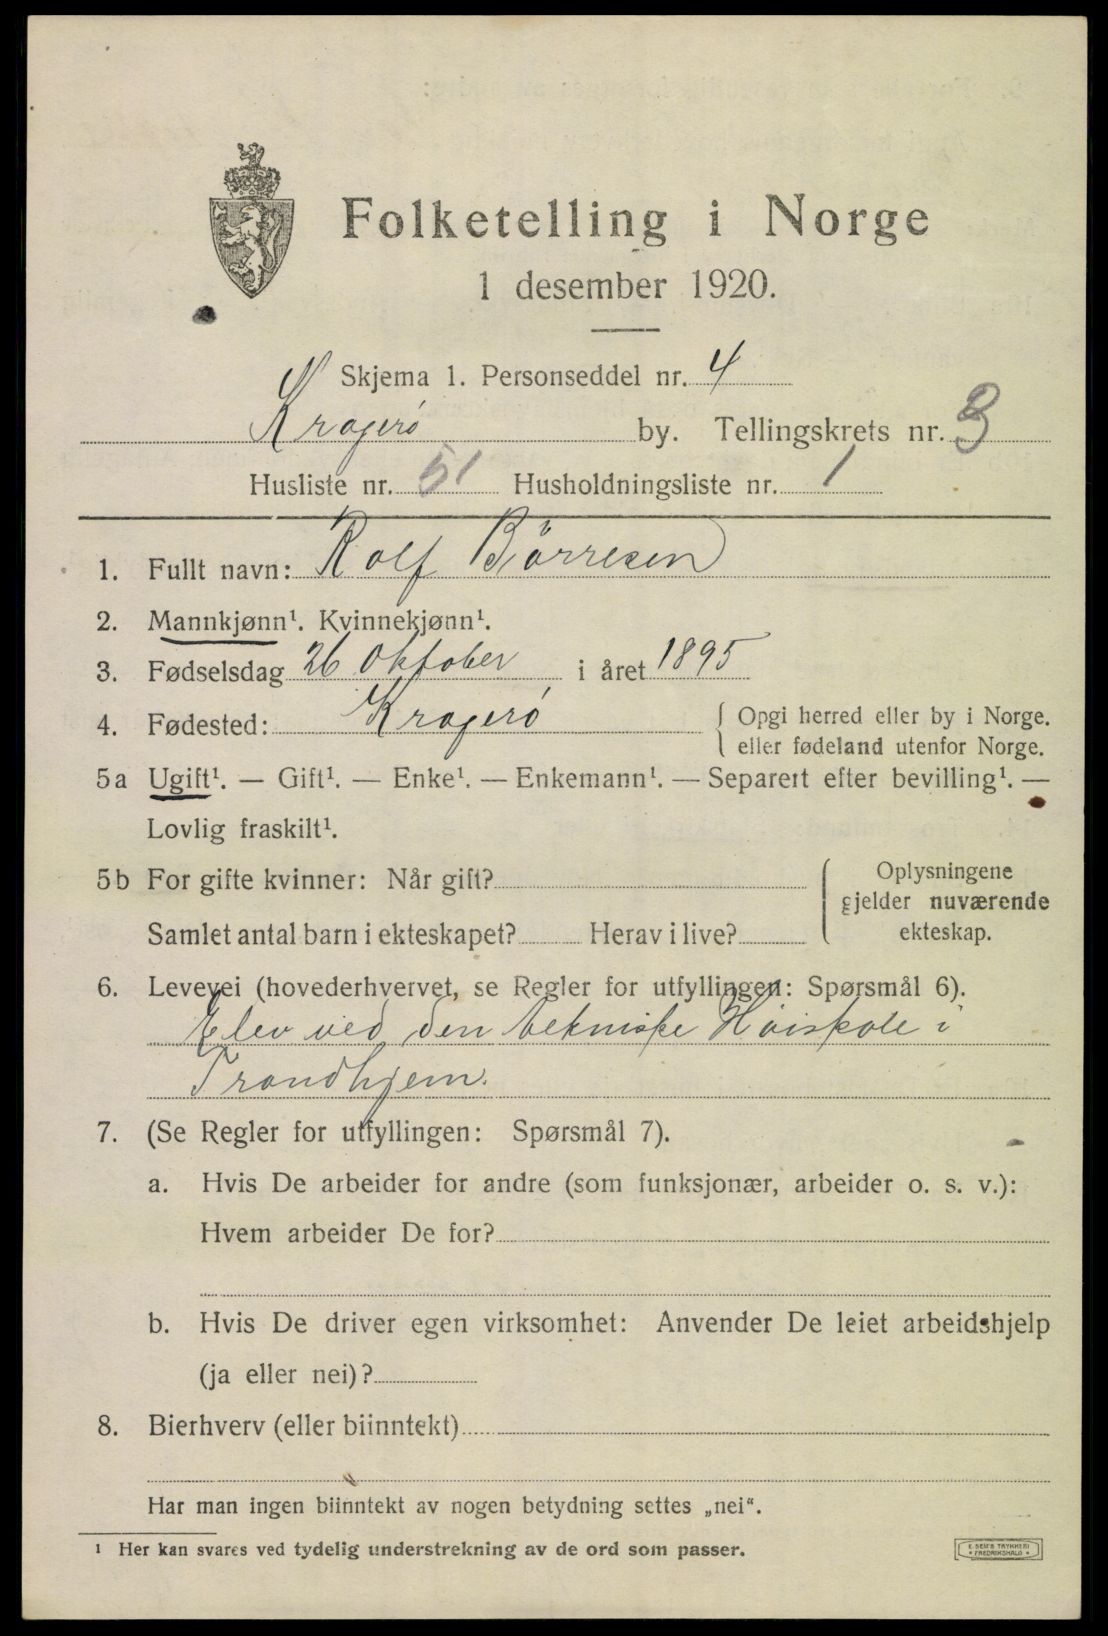 Folketelling i Norge
1 desember 1920.
Skjema 1. Personseddel nr. 4
Kragerø by. Tellingskrets nr. 3
Husliste nr. 51 Husholdningsliste nr. 1
1. Fullt navn: Rolf Börresen
2. Mannkjønn¹. Kvinnekjønn¹.
3. Fødselsdag 26 Oktober i året 1895
4. Fødested: Kragerö { Opgi herred eller by i Norge.
eller fødeland utenfor Norge.
5a Ugift¹. — Gift¹. — Enke¹. — Enkemann¹. — Separert efter bevilling¹. —
Lovlig fraskilt¹.
5b For gifte kvinner: Når gift?
Samlet antal barn i ekteskapet? Herav i live?
{ Oplysningene
gjelder nuværende
ekteskap.
6. Levevei (hovederhvervet, se Regler for utfyllingen: Spørsmål 6).
Elev ved den tekniske Höiskole i
Trondhjem.
7. (Se Regler for utfyllingen: Spørsmål 7).
a. Hvis De arbeider for andre (som funksjonær, arbeider o. s. v.):
Hvem arbeider De for?
b. Hvis De driver egen virksomhet: Anvender De leiet arbeidshjelp
(ja eller nei)?
8. Bierhverv (eller biinntekt)
Har man ingen biinntekt av nogen betydning settes „nei“.
¹ Her kan svares ved tydelig understrekning av de ord som passer.
E. SEM'S TRYKKERI
• FREDRIKSHALD •